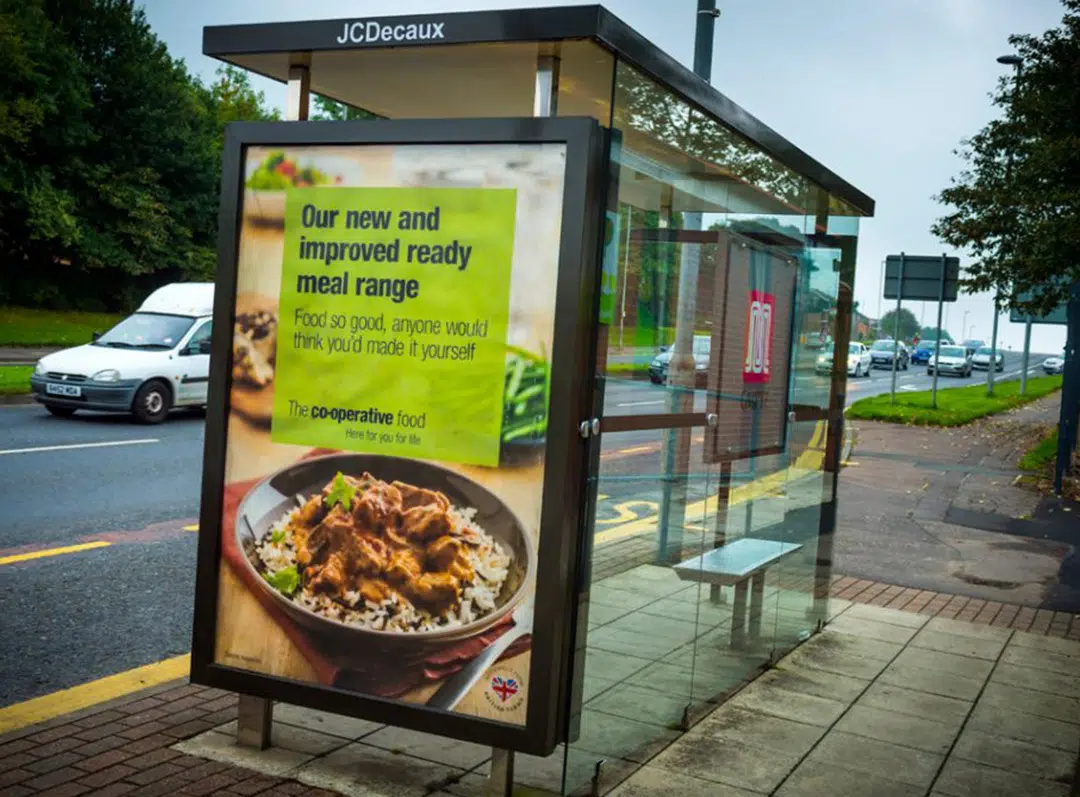 JCDecaux
Our new and
improved ready
meal range
Food so good, anyone would
think you'd made it yourself
The co-operative food
Here for you for life